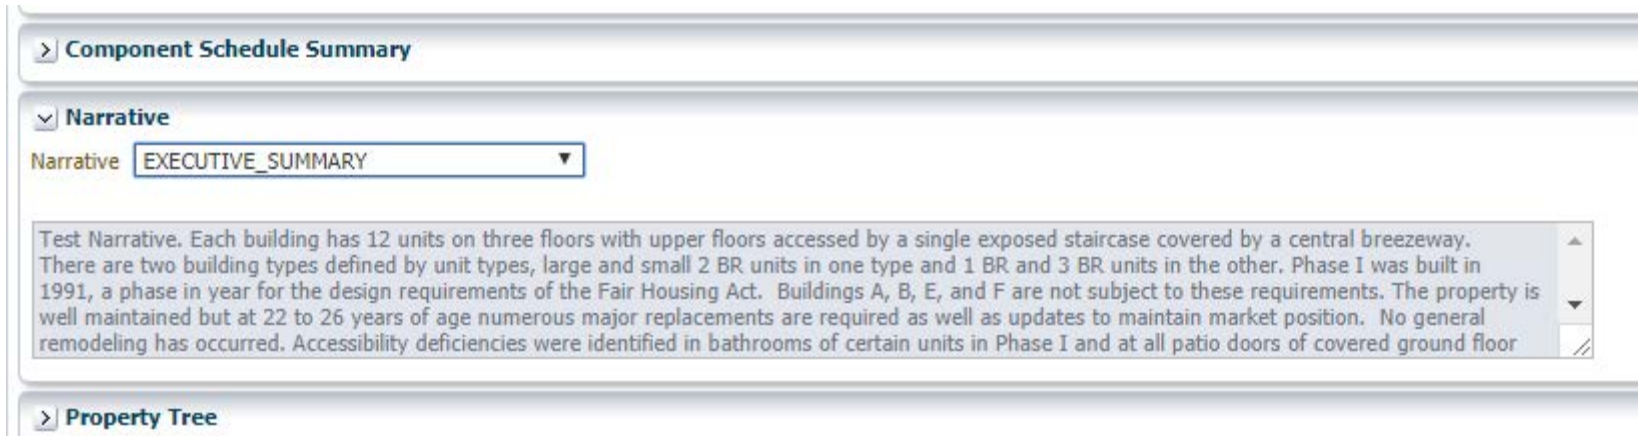 Component Schedule Summary
Narrative
Narrative EXECUTIVE_SUMMARY
Test Narrative. Each building has 12 units on three floors with upper floors accessed by a single exposed staircase covered by a central breezeway.
There are two building types defined by unit types, large and small 2 BR units in one type and 1 BR and 3 BR units in the other. Phase I was built in
1991, a phase in year for the design requirements of the Fair Housing Act.  Buildings A, B, E, and F are not subject to these requirements. The property is
well maintained but at 22 to 26 years of age numerous major replacements are required as well as updates to maintain market position.  No general
remodeling has occurred. Accessibility deficiencies were identified in bathrooms of certain units in Phase I and at all patio doors of covered ground floor
Property Tree